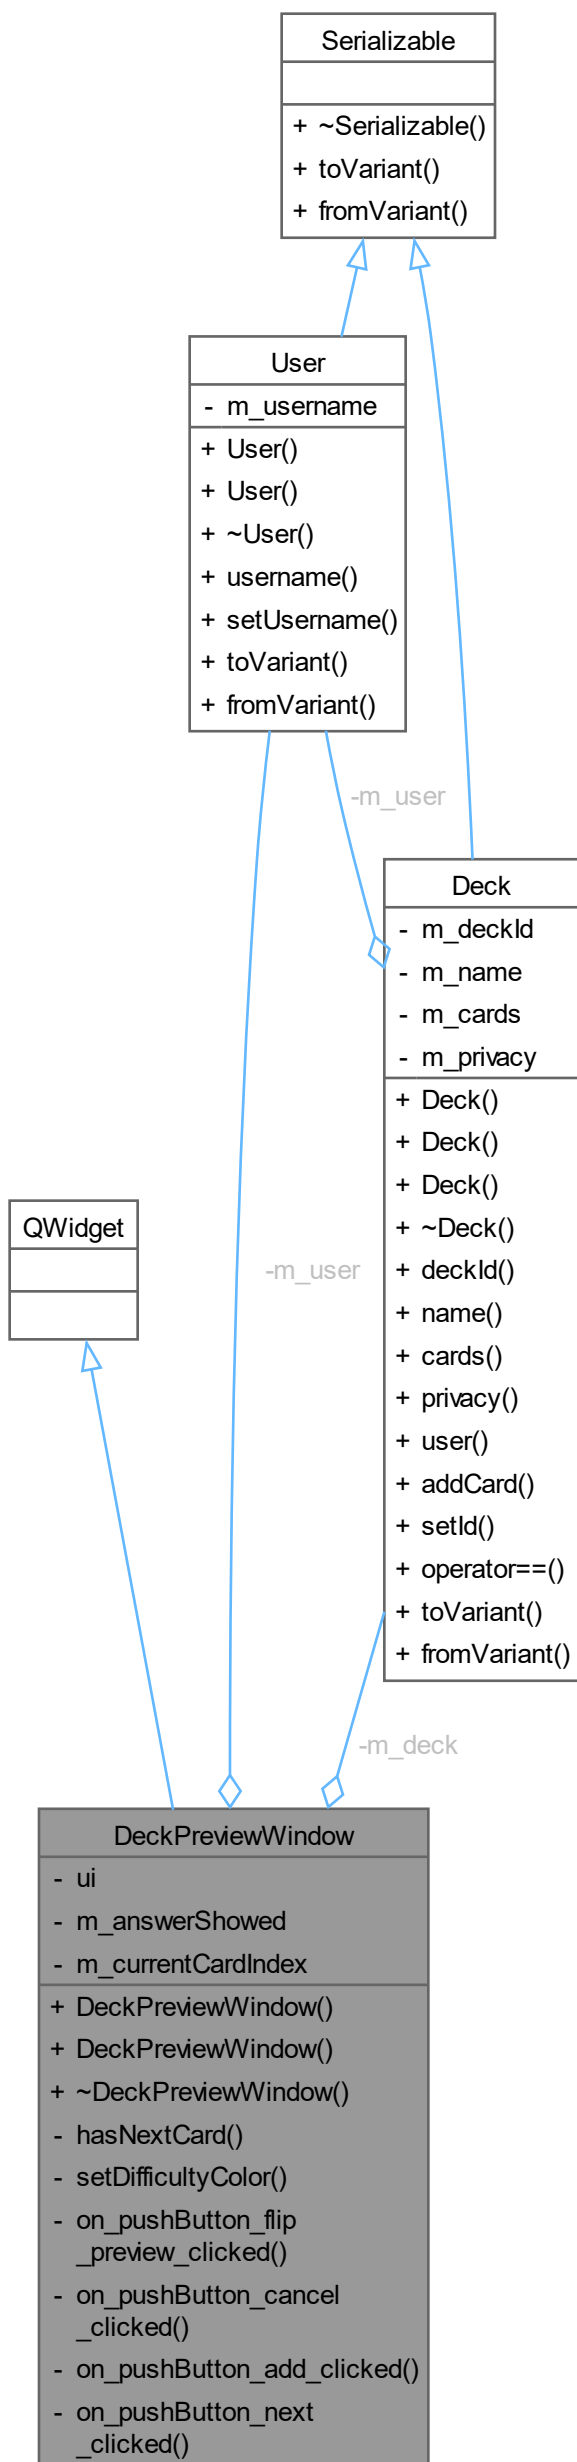 Serializable
+ ~Serializable()
+ toVariant()
+ fromVariant()
User
- m_username
+ User()
+ User()
+ ~User()
+ username()
+ setUsername()
+ toVariant()
+ fromVariant()
-m_user
Deck
- m_deckId
- m_name
- m_cards
- m_privacy
+ Deck()
+ Deck()
+ Deck()
+ ~Deck()
+ deckId()
+ name()
+ cards()
+ privacy()
+ user()
+ addCard()
+ setId()
+ operator==()
+ toVariant()
+ fromVariant()
QWidget
-m_user
-m_deck
DeckPreviewWindow
- ui
- m_answerShowed
- m_currentCardIndex
+ DeckPreviewWindow()
+ DeckPreviewWindow()
+ ~DeckPreviewWindow()
- hasNextCard()
- setDifficultyColor()
- on_pushButton_flip
_preview_clicked()
- on_pushButton_cancel
_clicked()
- on_pushButton_add_clicked()
- on_pushButton_next
_clicked()